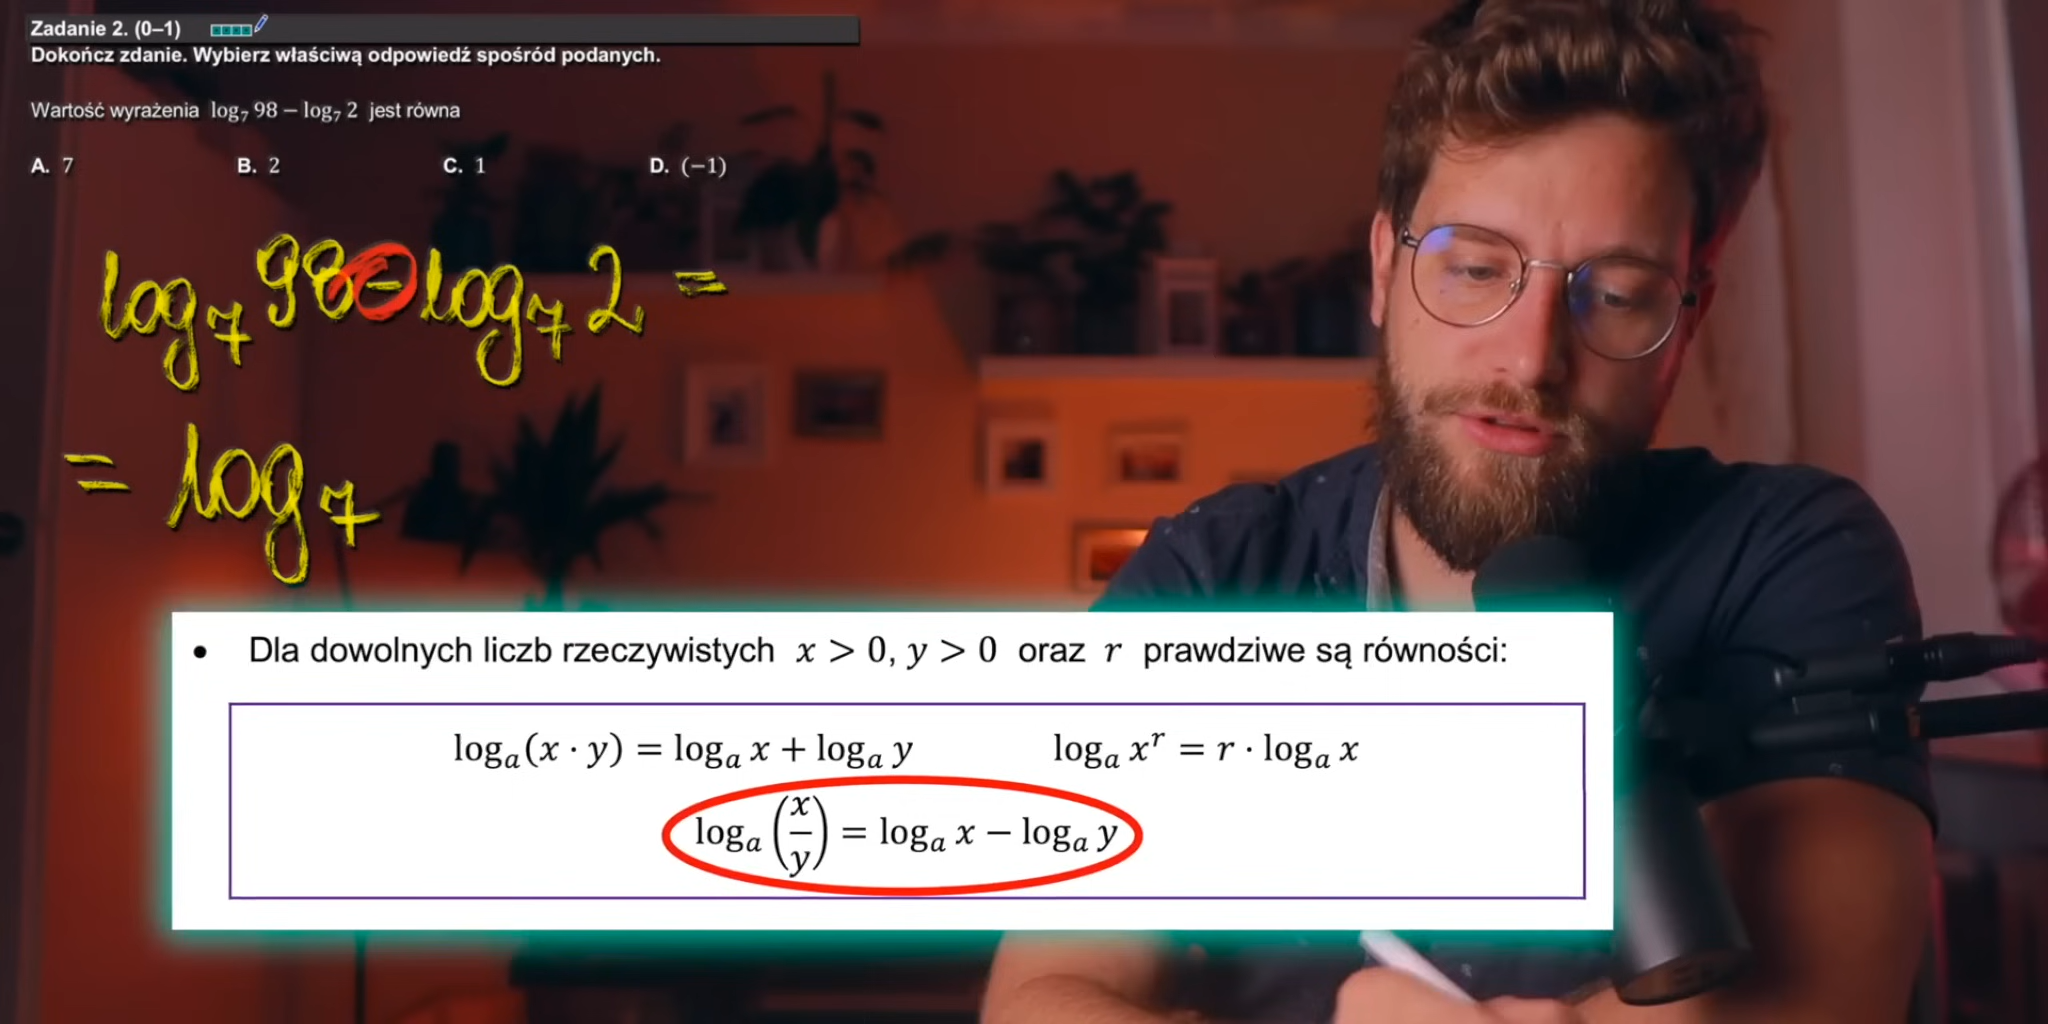 Zadanie 2. (0–1)
Dokończ zdanie. Wybierz właściwą odpowiedź spośród podanych.
Wartość wyrażenia log₇ 98 − log₇ 2 jest równa
A. 7 B. 2 C. 1 D. (−1)
log₇ 98 − log₇ 2 =
= log₇
• Dla dowolnych liczb rzeczywistych x > 0, y > 0 oraz r prawdziwe są równości:
logₐ(x · y) = logₐ x + logₐ y logₐ xʳ = r · logₐ x
logₐ (x/y) = logₐ x − logₐ y